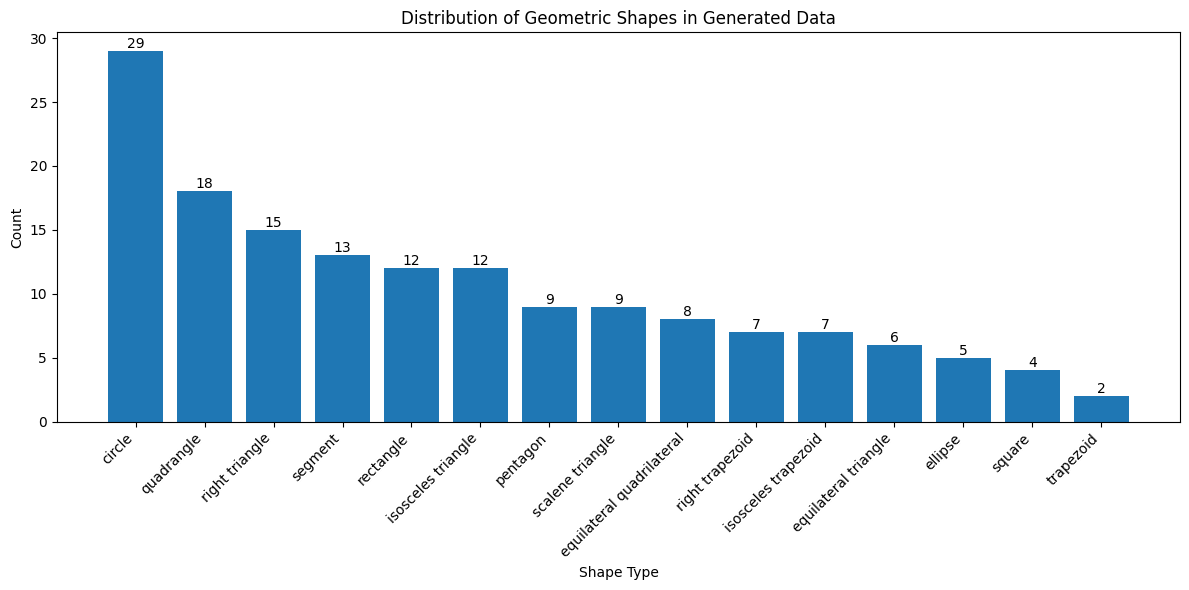 Distribution of Geometric Shapes in Generated Data
Count
30
25
20
15
10
5
0
29
18
15
13
12
12
9
9
8
7
7
6
5
4
2
circle
quadrangle
right triangle
segment
rectangle
isosceles triangle
pentagon
scalene triangle
equilateral quadrilateral
right trapezoid
isosceles trapezoid
equilateral triangle
ellipse
square
trapezoid
Shape Type